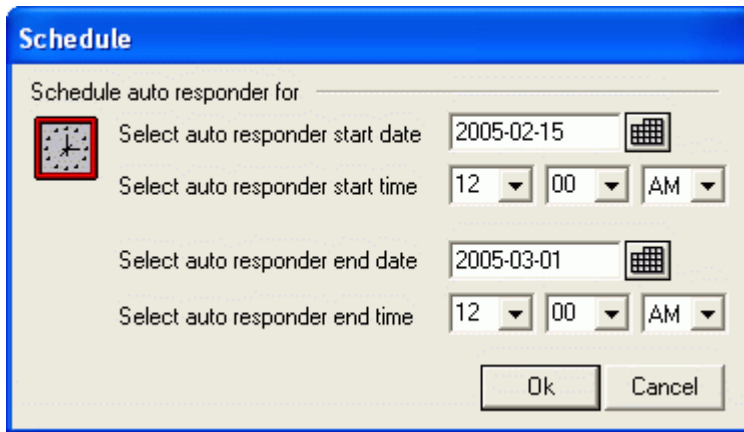 Schedule
Schedule auto responder for
Select auto responder start date 2005-02-15
Select auto responder start time 12 00 AM
Select auto responder end date 2005-03-01
Select auto responder end time 12 00 AM
Ok Cancel